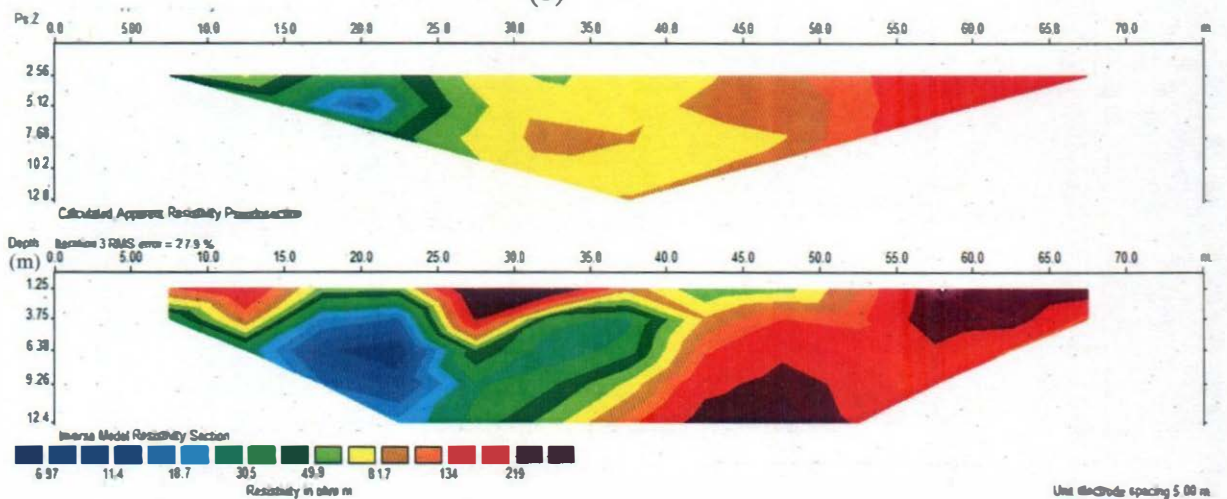 Ps.Z 0.0 5.00 10.0 15.0 20.0 25.0 30.0 35.0 40.0 45.0 50.0 55.0 60.0 65.0 70.0 m.
2.56
5.12
7.68
10.2
12.8
Calculated Apparent Resistivity Pseudosection
Depth Iteration 3 RMS error = 27.9 %
(m) 0.0 5.00 10.0 15.0 20.0 25.0 30.0 35.0 40.0 45.0 50.0 55.0 60.0 65.0 70.0 m.
1.25
3.75
6.38
9.26
12.4
Inverse Model Resistivity Section
6.97 11.4 18.7 30.5 49.9 81.7 134 219
Resistivity in ohm m
Unit electrode spacing 5.00 m